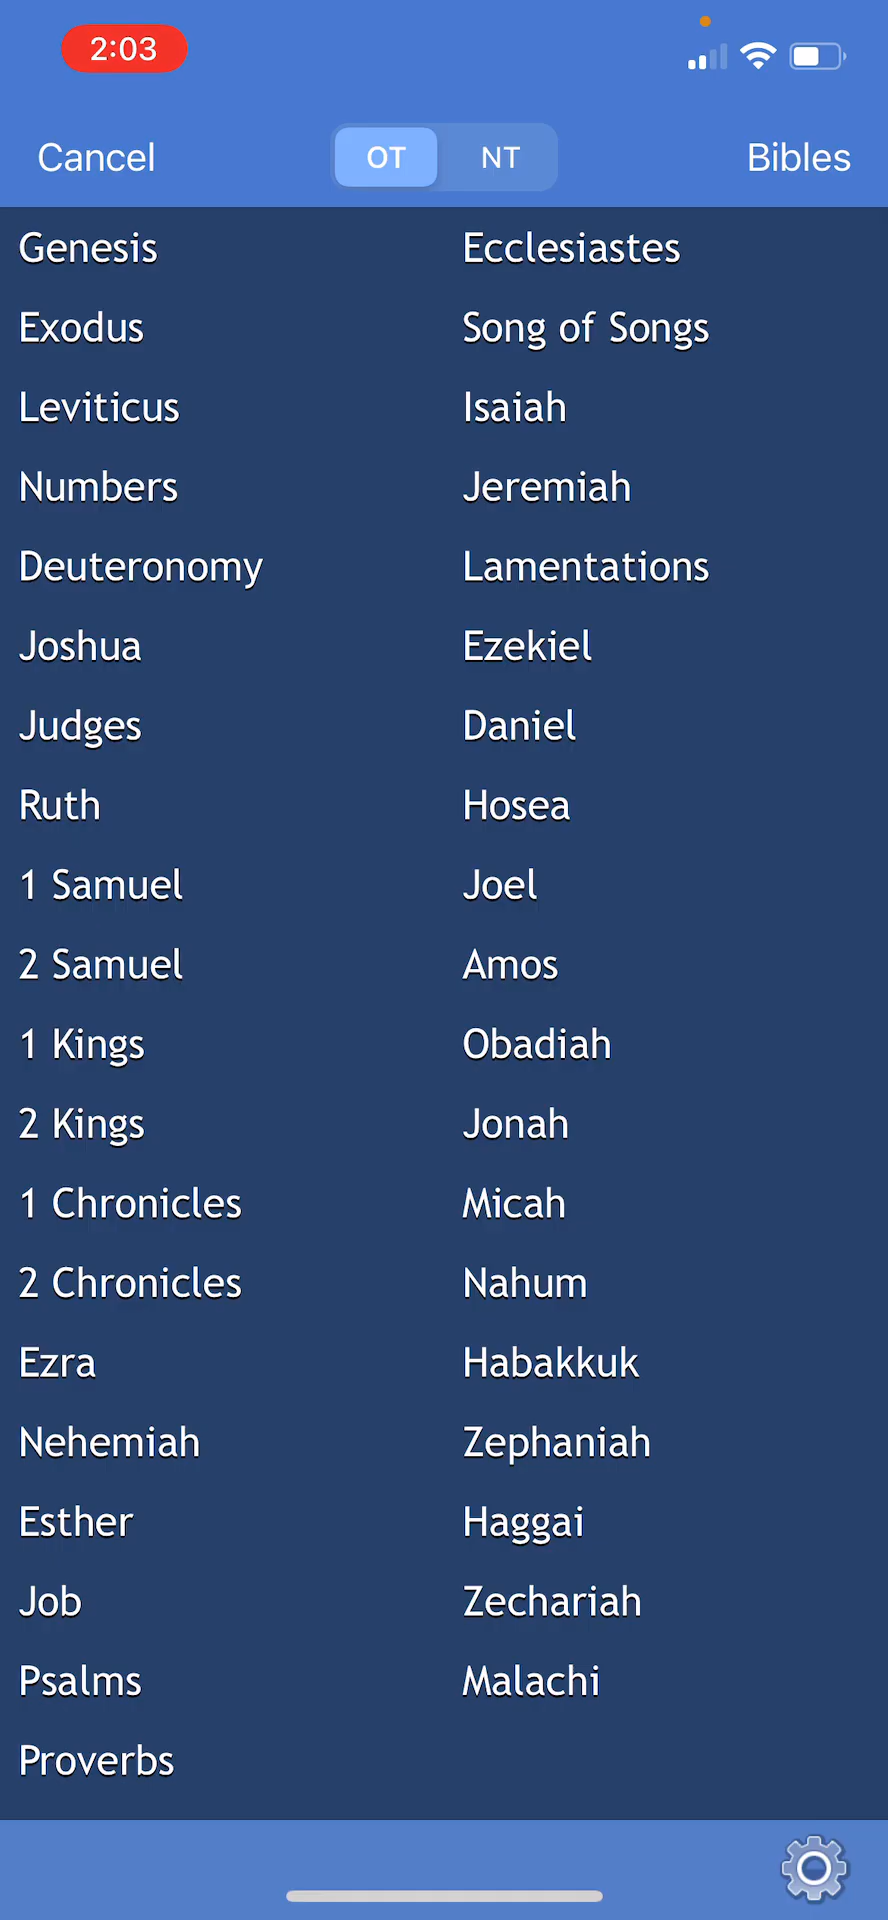 2:03
Cancel
OT
NT
Bibles
Genesis
Exodus
Leviticus
Numbers
Deuteronomy
Joshua
Judges
Ruth
1 Samuel
2 Samuel
1 Kings
2 Kings
1 Chronicles
2 Chronicles
Ezra
Nehemiah
Esther
Job
Psalms
Proverbs
Ecclesiastes
Song of Songs
Isaiah
Jeremiah
Lamentations
Ezekiel
Daniel
Hosea
Joel
Amos
Obadiah
Jonah
Micah
Nahum
Habakkuk
Zephaniah
Haggai
Zechariah
Malachi